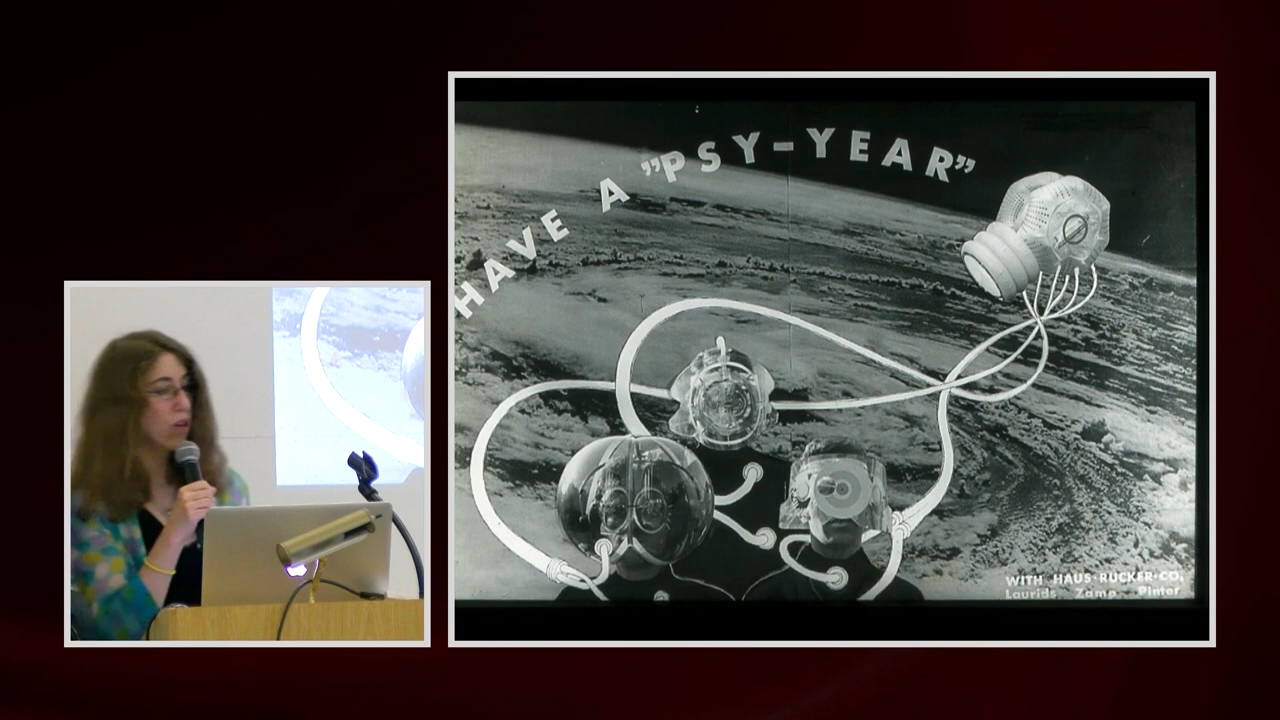 HAVE A ”PSY-YEAR”
WITH HAUS-RUCKER-CO.
Laurids Zamp Pinter